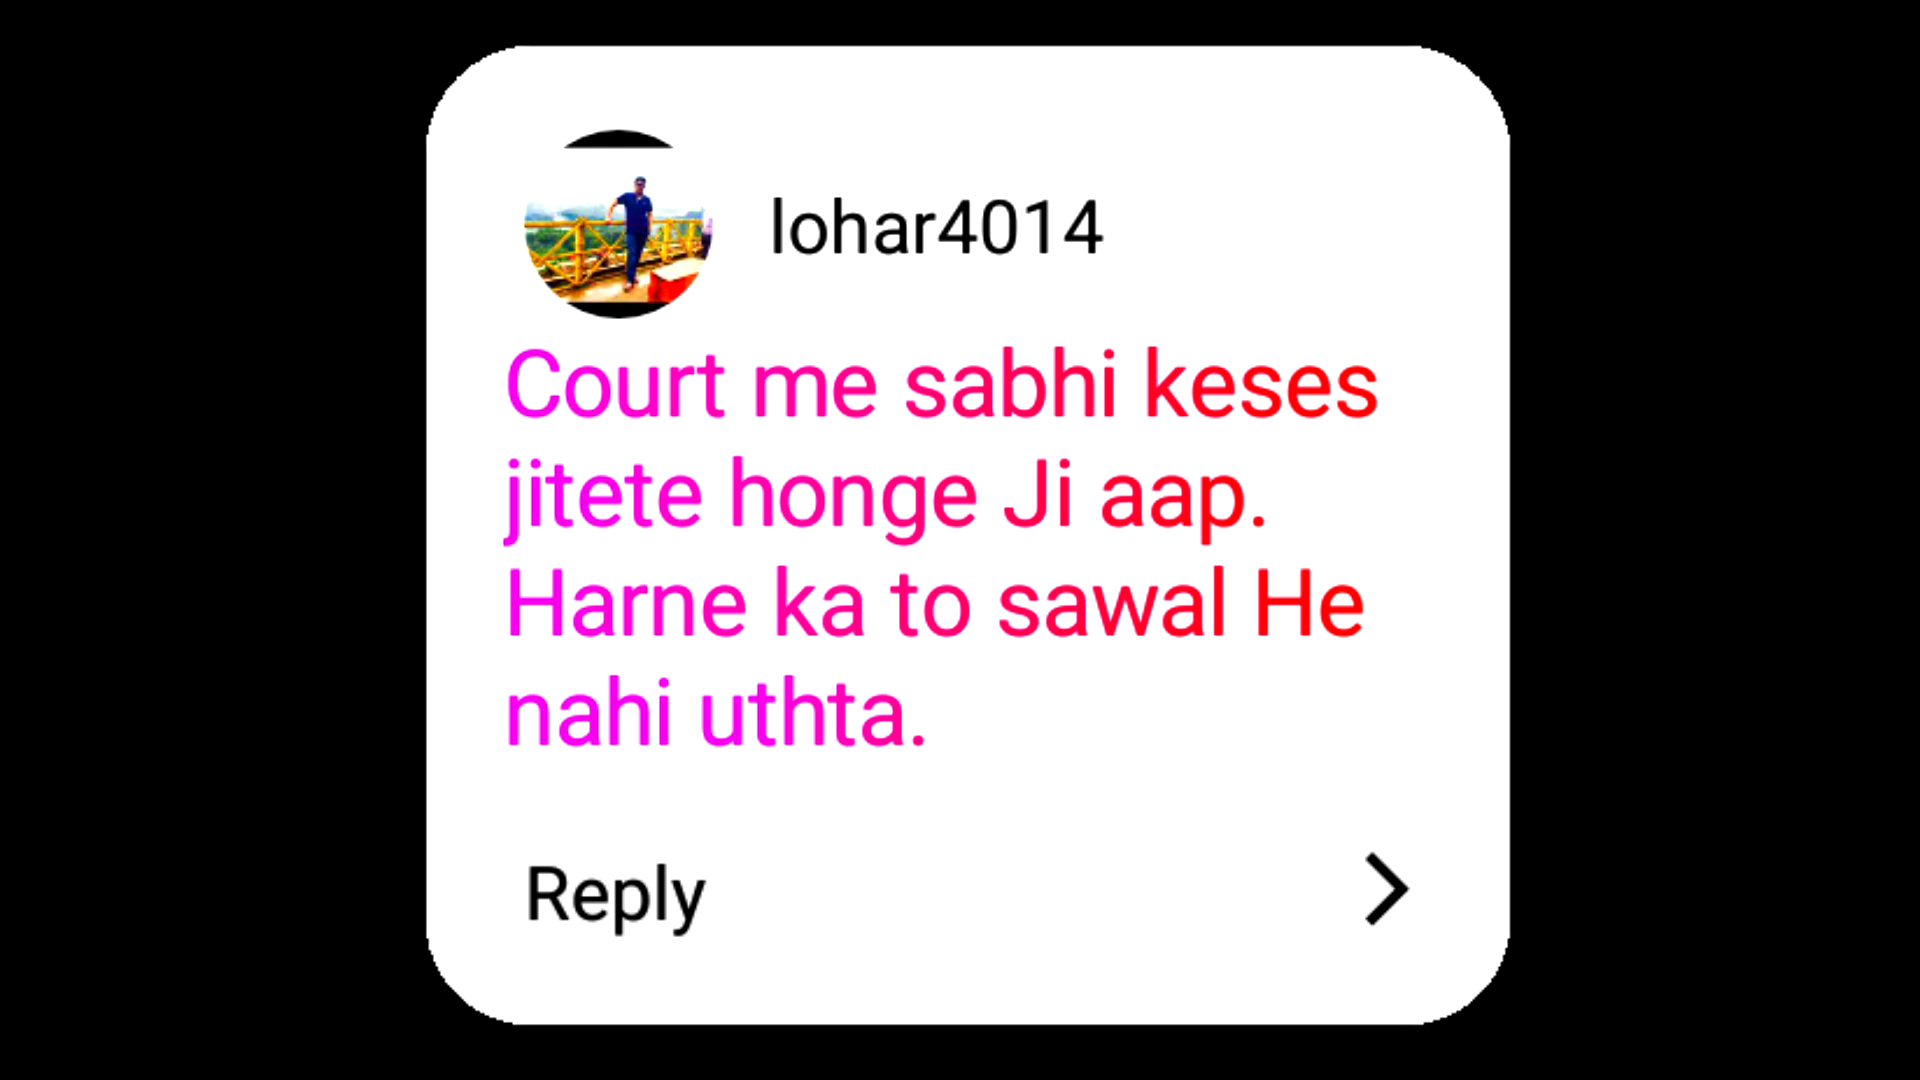 lohar4014
Court me sabhi keses
jitete honge Ji aap.
Harne ka to sawal He
nahi uthta.
Reply